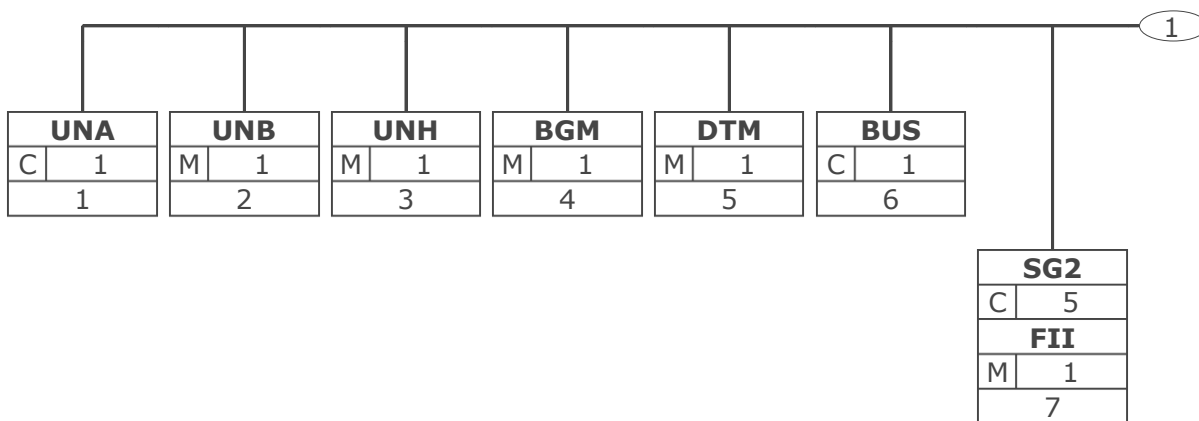 1
UNA UNB UNH BGM DTM BUS
C 1 M 1 M 1 M 1 M 1 C 1
1 2 3 4 5 6
SG2
C 5
FII
M 1
7